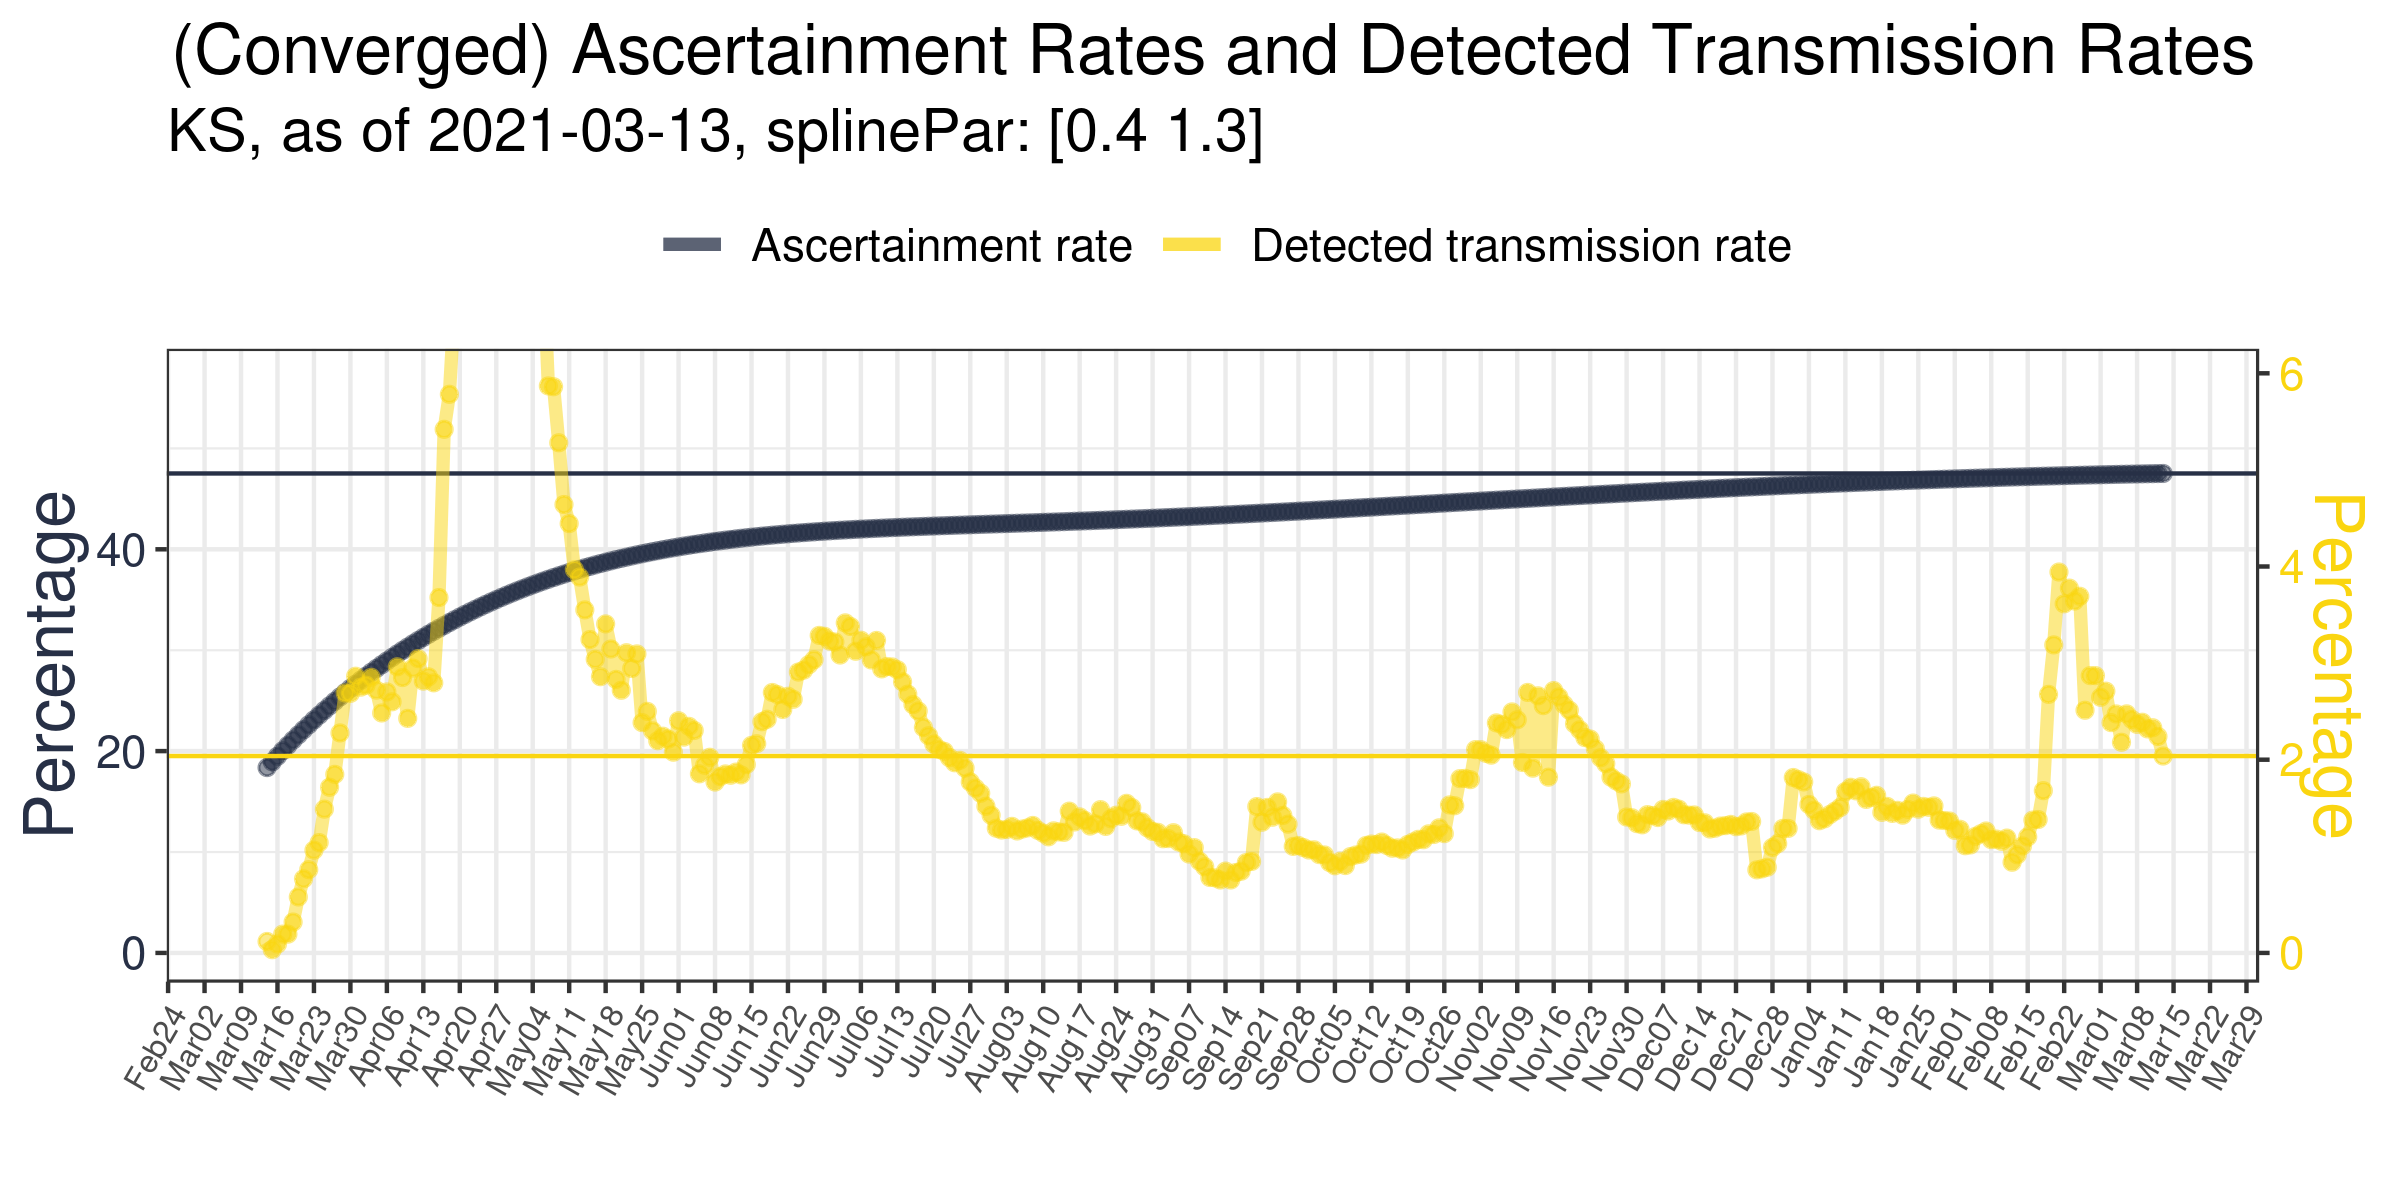 (Converged) Ascertainment Rates and Detected Transmission Rates
KS, as of 2021-03-13, splinePar: [0.4 1.3]
Ascertainment rate Detected transmission rate
Percentage
40
20
0
6
4
2
0
Percentage
Feb24 Mar02 Mar09 Mar16 Mar23 Mar30 Apr06 Apr13 Apr20 Apr27 May04 May11 May18 May25 Jun01 Jun08 Jun15 Jun22 Jun29 Jul06 Jul13 Jul20 Jul27 Aug03 Aug10 Aug17 Aug24 Aug31 Sep07 Sep14 Sep21 Sep28 Oct05 Oct12 Oct19 Oct26 Nov02 Nov09 Nov16 Nov23 Nov30 Dec07 Dec14 Dec21 Dec28 Jan04 Jan11 Jan18 Jan25 Feb01 Feb08 Feb15 Feb22 Mar01 Mar08 Mar15 Mar22 Mar29